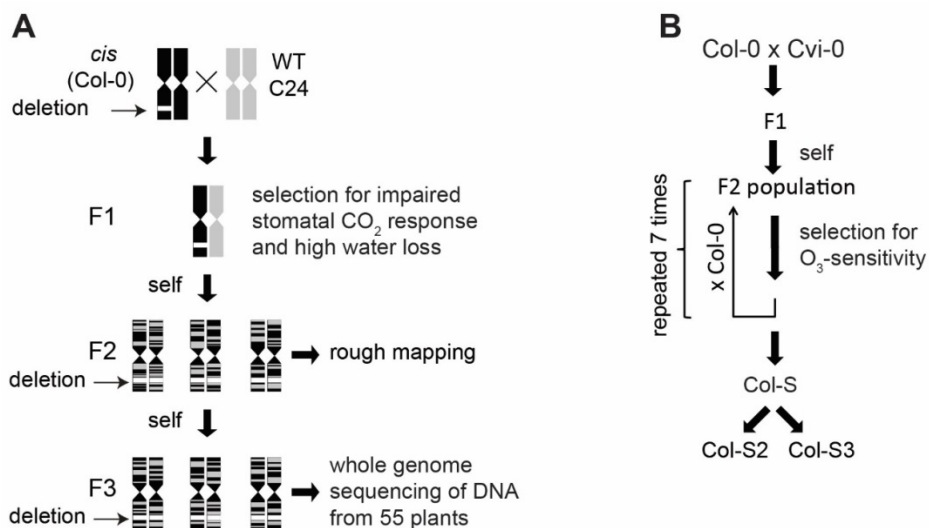 A
cis
(Col-0)
WT
C24
deletion
F1
selection for impaired
stomatal CO₂ response
and high water loss
self
F2
rough mapping
deletion
self
F3
whole genome
sequencing of DNA
from 55 plants
deletion
B
Col-0 x Cvi-0
F1
self
F2 population
repeated 7 times
x Col-0
selection for
O₃-sensitivity
Col-S
Col-S2 Col-S3